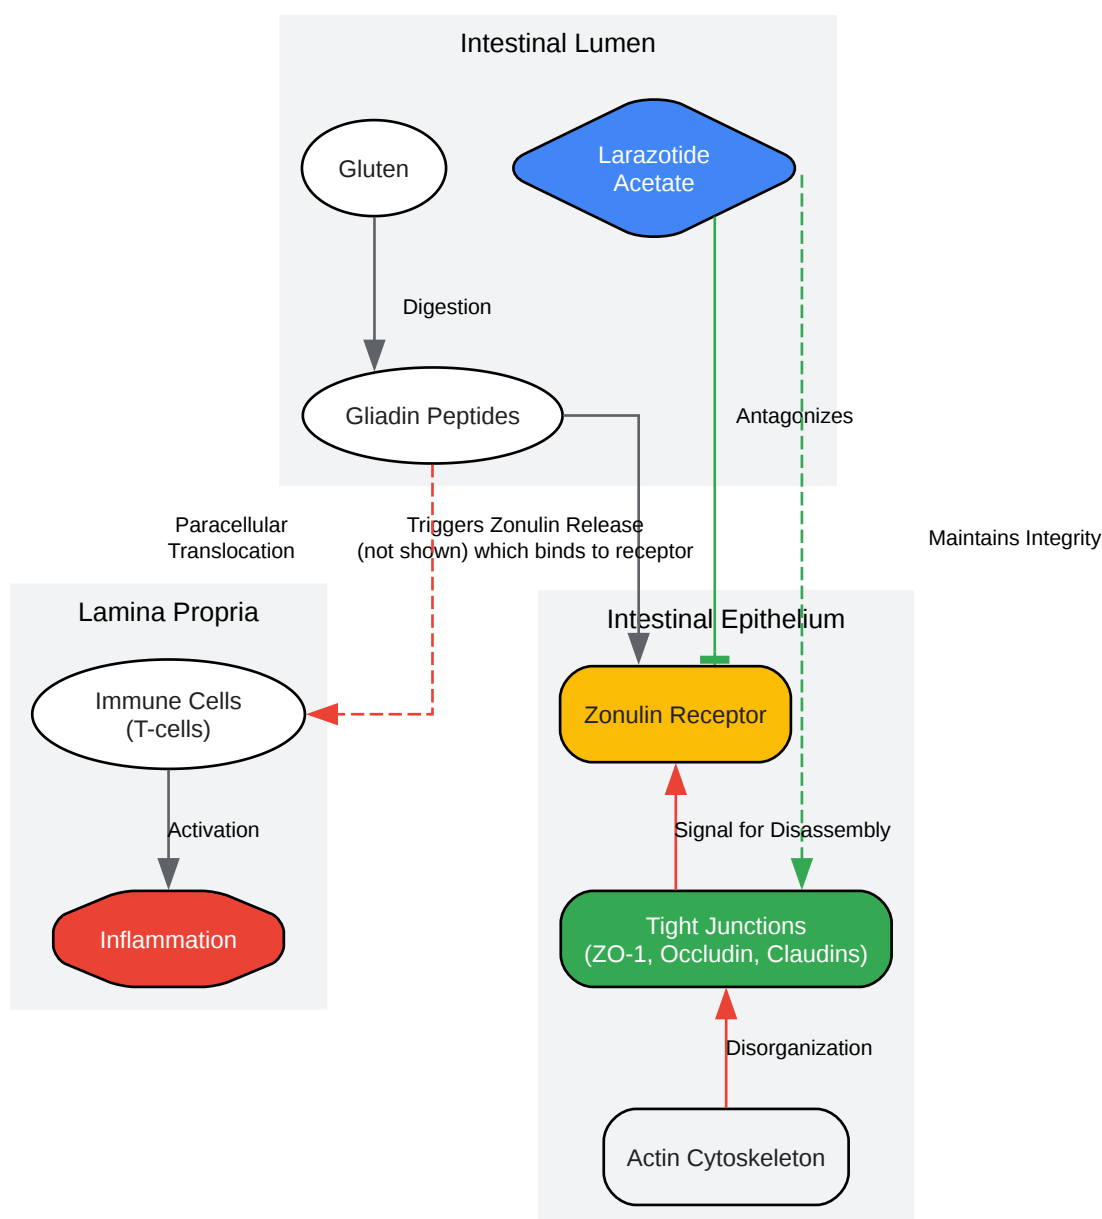 Intestinal Lumen
Gluten
Larazotide
Acetate
Digestion
Gliadin Peptides
Antagonizes
Paracellular
Translocation
Triggers Zonulin Release
(not shown) which binds to receptor
Maintains Integrity
Lamina Propria
Intestinal Epithelium
Immune Cells
(T-cells)
Zonulin Receptor
Activation
Signal for Disassembly
Inflammation
Tight Junctions
(ZO-1, Occludin, Claudins)
Disorganization
Actin Cytoskeleton